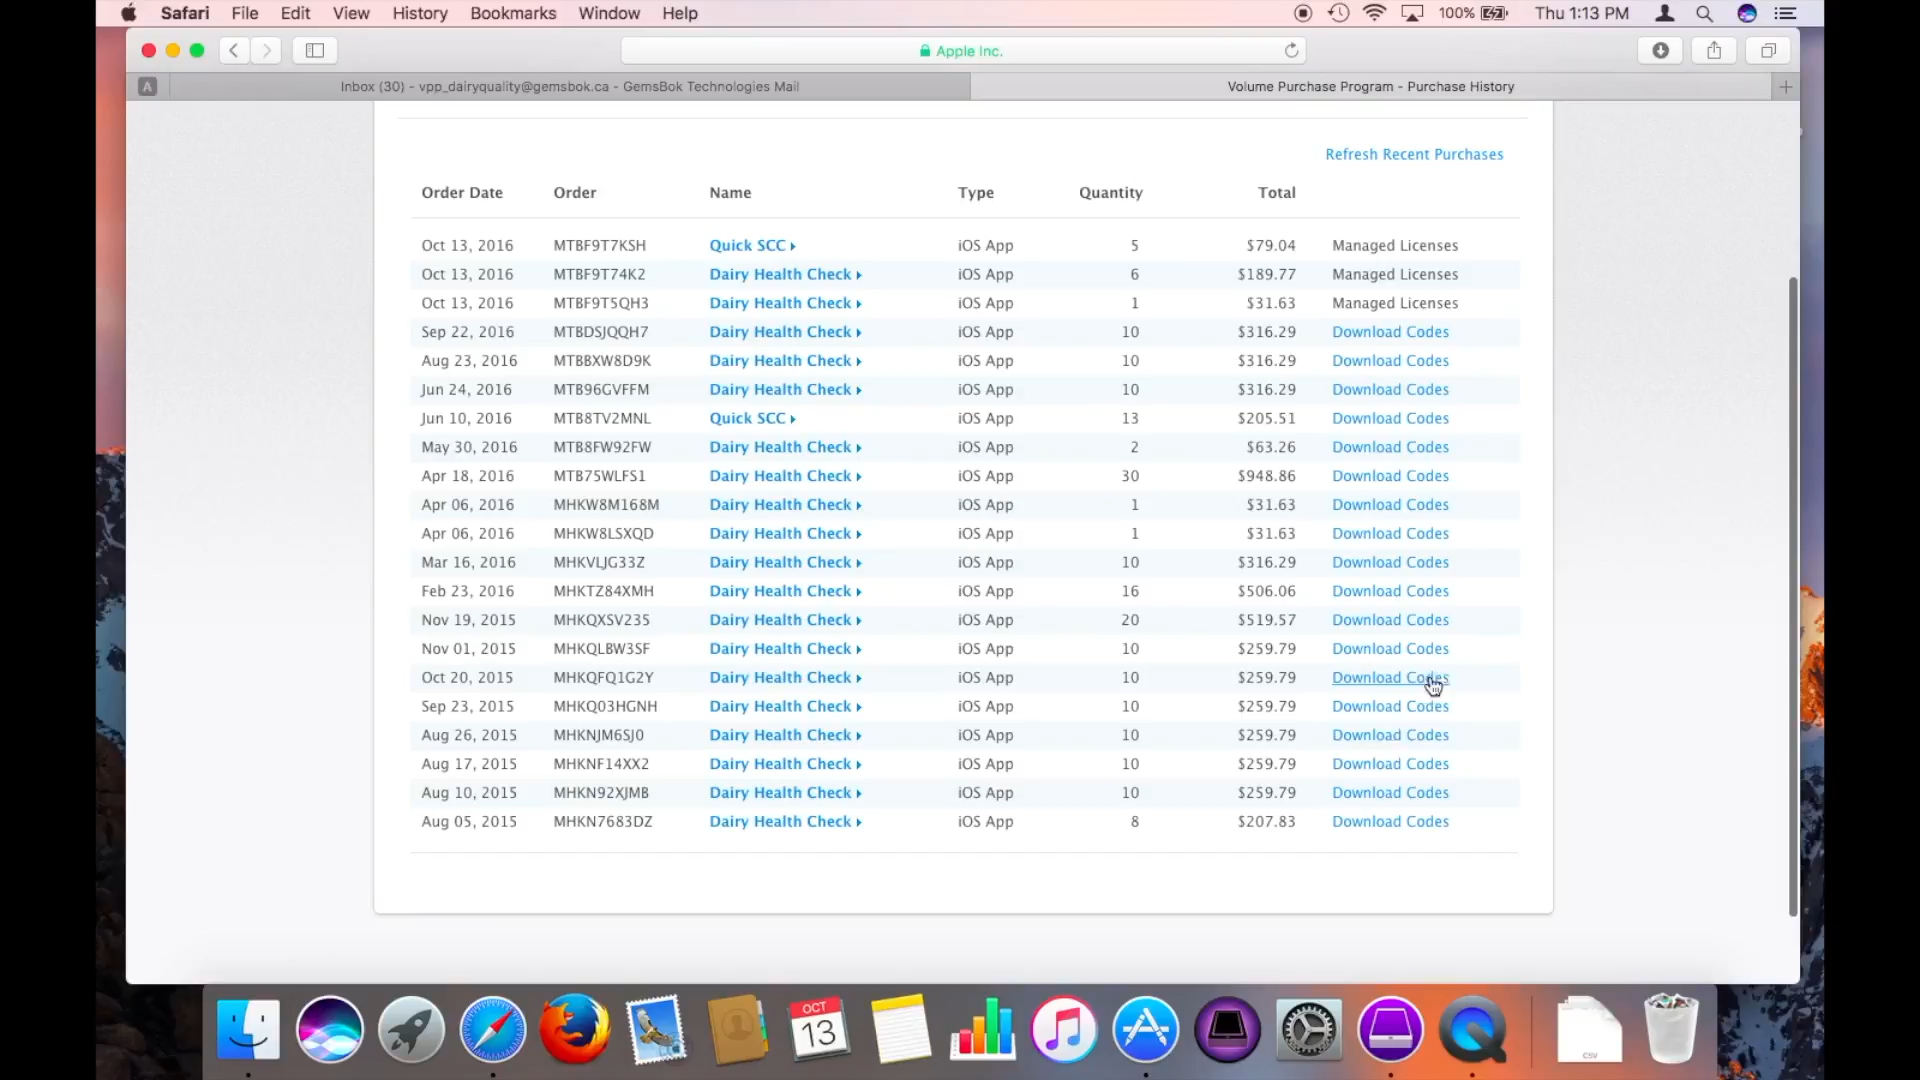 Safari File Edit View History Bookmarks Window Help 100% Thu 1:13 PM
Apple Inc.
A Inbox (30) - vpp_dairyquality@gemsbok.ca - GemsBok Technologies Mail Volume Purchase Program - Purchase History
Refresh Recent Purchases
Order Date Order Name Type Quantity Total
Oct 13, 2016 MTBF9T7KSH Quick SCC iOS App 5 $79.04 Managed Licenses
Oct 13, 2016 MTBF9T74K2 Dairy Health Check iOS App 6 $189.77 Managed Licenses
Oct 13, 2016 MTBF9T5QH3 Dairy Health Check iOS App 1 $31.63 Managed Licenses
Sep 22, 2016 MTBDSJQQH7 Dairy Health Check iOS App 10 $316.29 Download Codes
Aug 23, 2016 MTBBXW8D9K Dairy Health Check iOS App 10 $316.29 Download Codes
Jun 24, 2016 MTB96GVFFM Dairy Health Check iOS App 10 $316.29 Download Codes
Jun 10, 2016 MTB8TV2MNL Quick SCC iOS App 13 $205.51 Download Codes
May 30, 2016 MTB8FW92FW Dairy Health Check iOS App 2 $63.26 Download Codes
Apr 18, 2016 MTB75WLFS1 Dairy Health Check iOS App 30 $948.86 Download Codes
Apr 06, 2016 MHKW8M168M Dairy Health Check iOS App 1 $31.63 Download Codes
Apr 06, 2016 MHKW8LSXQD Dairy Health Check iOS App 1 $31.63 Download Codes
Mar 16, 2016 MHKVLJG33Z Dairy Health Check iOS App 10 $316.29 Download Codes
Feb 23, 2016 MHKTZ84XMH Dairy Health Check iOS App 16 $506.06 Download Codes
Nov 19, 2015 MHKQXSV235 Dairy Health Check iOS App 20 $519.57 Download Codes
Nov 01, 2015 MHKQLBW3SF Dairy Health Check iOS App 10 $259.79 Download Codes
Oct 20, 2015 MHKQFQ1G2Y Dairy Health Check iOS App 10 $259.79 Download Codes
Sep 23, 2015 MHKQ03HGNH Dairy Health Check iOS App 10 $259.79 Download Codes
Aug 26, 2015 MHKNJM6SJ0 Dairy Health Check iOS App 10 $259.79 Download Codes
Aug 17, 2015 MHKNF14XX2 Dairy Health Check iOS App 10 $259.79 Download Codes
Aug 10, 2015 MHKN92XJMB Dairy Health Check iOS App 10 $259.79 Download Codes
Aug 05, 2015 MHKN7683DZ Dairy Health Check iOS App 8 $207.83 Download Codes
OCT
13
CSV